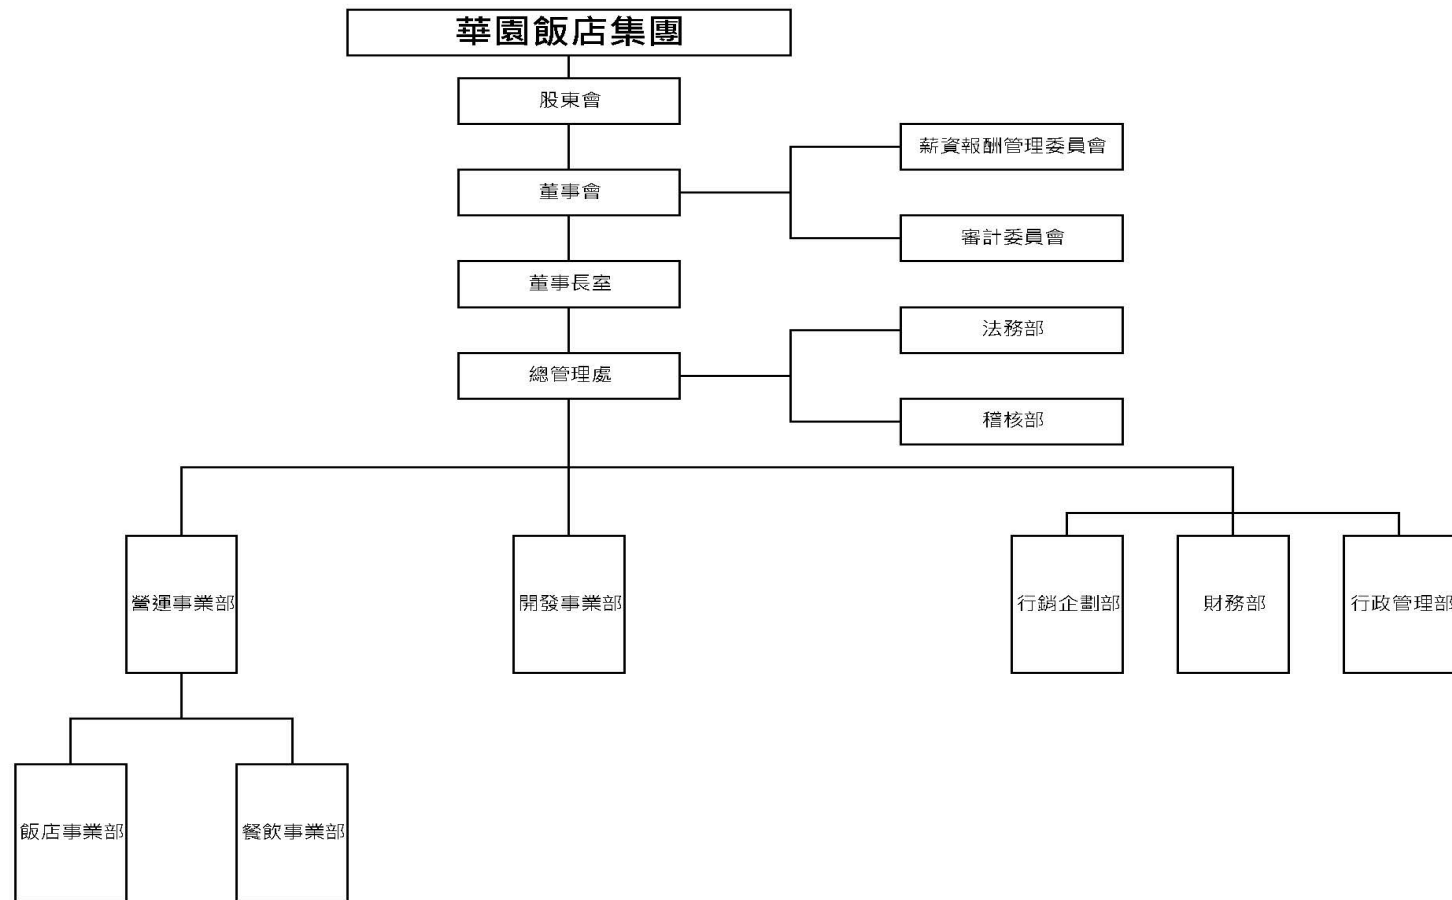 華園飯店集團
股東會
薪資報酬管理委員會
董事會
審計委員會
董事長室
法務部
總管理處
稽核部
營運事業部
開發事業部
行銷企劃部
財務部
行政管理部
飯店事業部
餐飲事業部